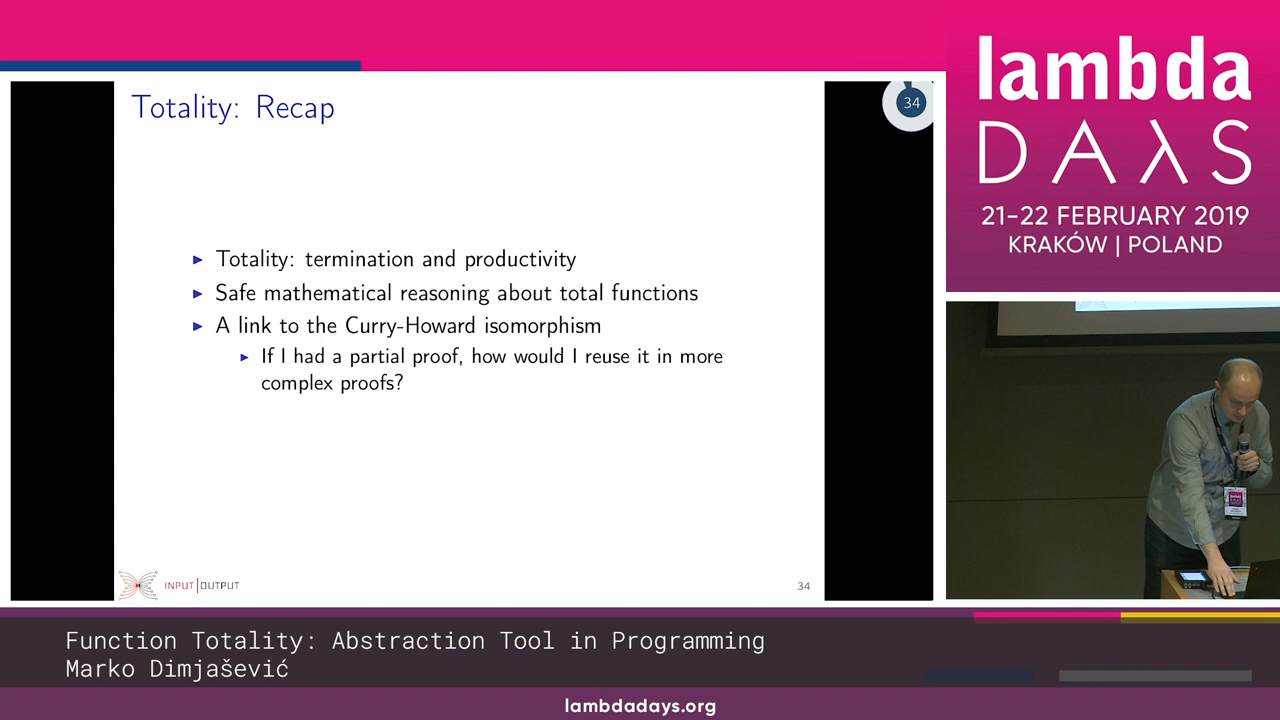 Totality: Recap
34
Totality: termination and productivity
Safe mathematical reasoning about total functions
A link to the Curry-Howard isomorphism
If I had a partial proof, how would I reuse it in more
complex proofs?
INPUT|OUTPUT
34
lambda
DAλS
21-22 FEBRUARY 2019
KRAKÓW | POLAND
Function Totality: Abstraction Tool in Programming
Marko Dimjašević
lambdadays.org